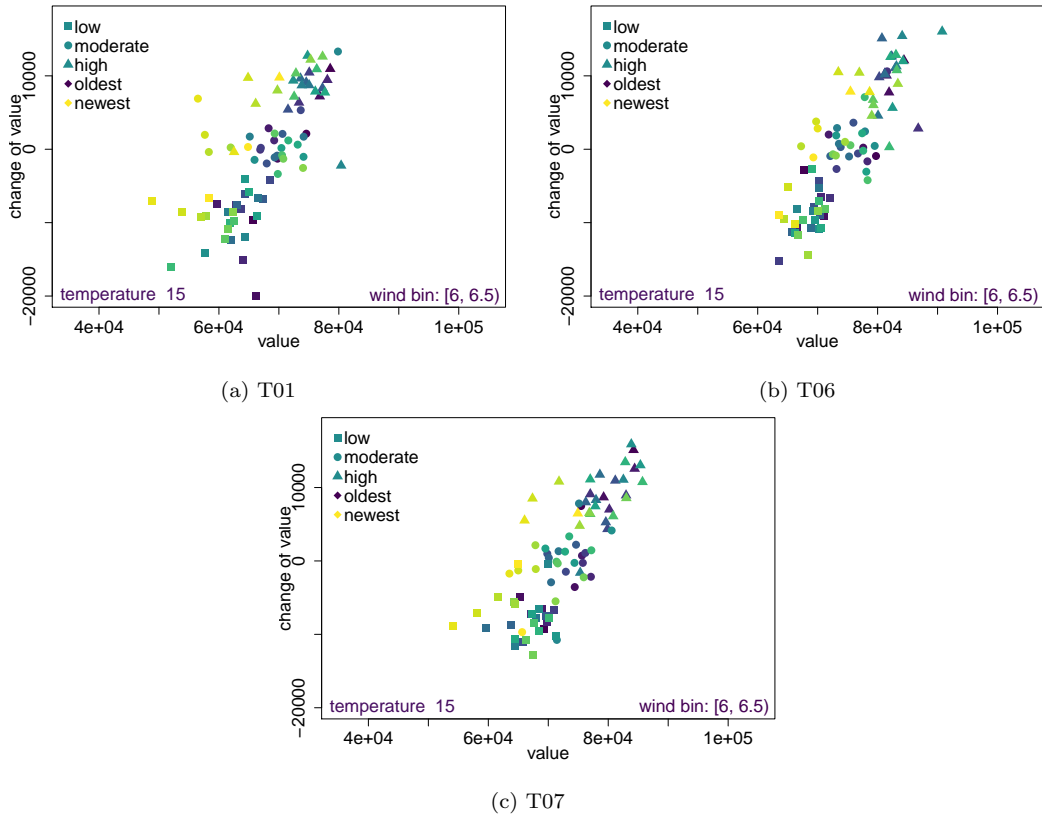 low
moderate
high
oldest
newest
change of value
10000
0
−20000
temperature 15
wind bin: [6, 6.5)
4e+04
6e+04
8e+04
1e+05
value
(a) T01
low
moderate
high
oldest
newest
change of value
10000
0
−20000
temperature 15
wind bin: [6, 6.5)
4e+04
6e+04
8e+04
1e+05
value
(b) T06
low
moderate
high
oldest
newest
change of value
10000
0
−20000
temperature 15
wind bin: [6, 6.5)
4e+04
6e+04
8e+04
1e+05
value
(c) T07